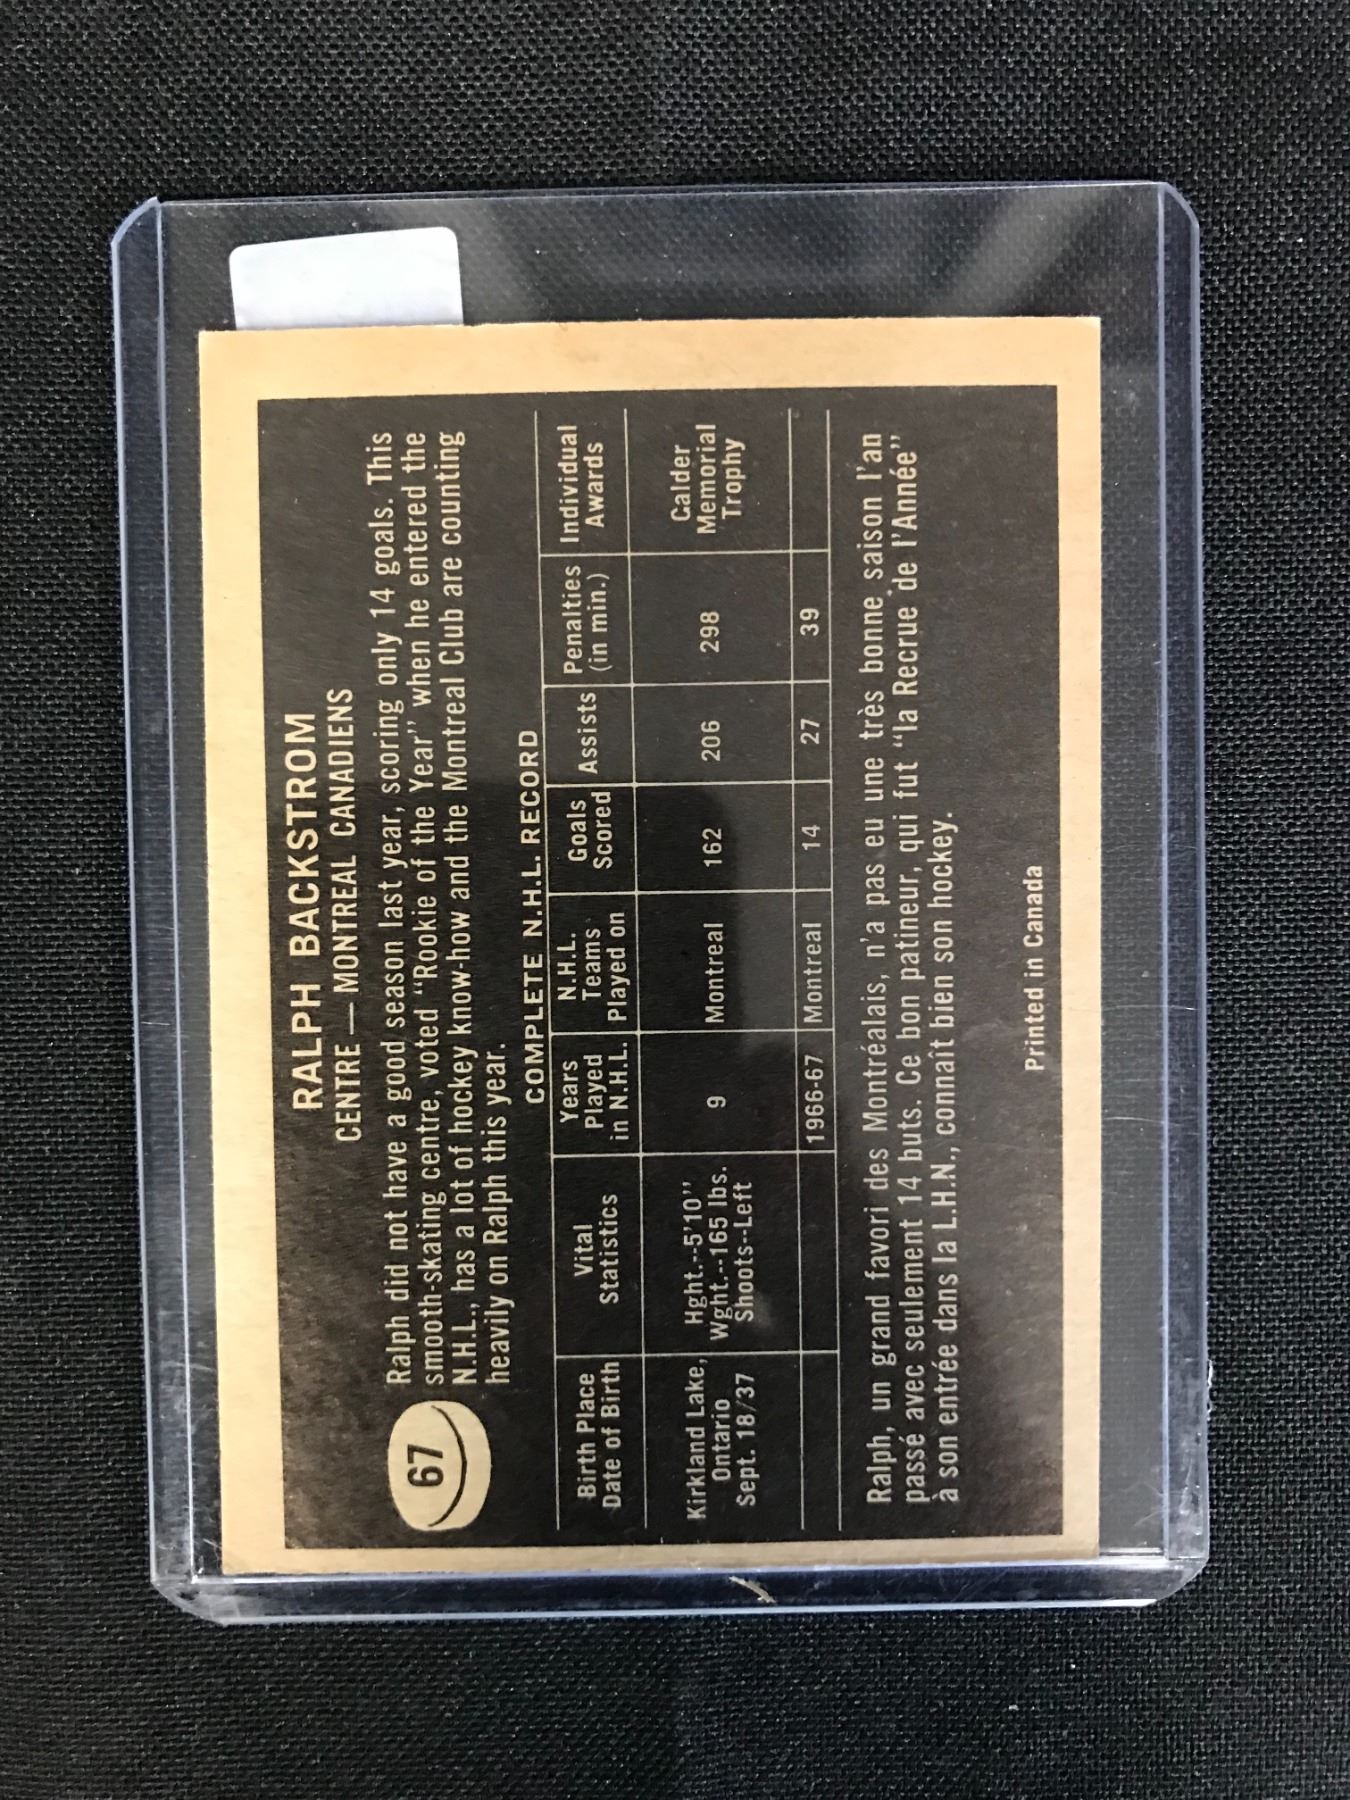 RALPH BACKSTROM
CENTRE — MONTREAL CANADIENS
67
Ralph did not have a good season last year, scoring only 14 goals. This
smooth-skating centre, voted "Rookie of the Year" when he entered the
N.H.L., has a lot of hockey know-how and the Montreal Club are counting
heavily on Ralph this year.
COMPLETE N.H.L. RECORD
Birth Place
Date of Birth
Vital
Statistics
Years
Played
in N.H.L.
N.H.L.
Teams
Played on
Goals
Scored
Assists
Penalties
(in min.)
Individual
Awards
Kirkland Lake,
Ontario
Sept. 18/37
Hght.--5'10"
Wght.--165 lbs.
Shoots--Left
9
Montreal
162
206
298
Calder
Memorial
Trophy
1966-67
Montreal
14
27
39
Ralph, un grand favori des Montréalais, n'a pas eu une très bonne saison l'an
passé avec seulement 14 buts. Ce bon patineur, qui fut "la Recrue de l'Année"
à son entrée dans la L.H.N., connaît bien son hockey.
Printed in Canada